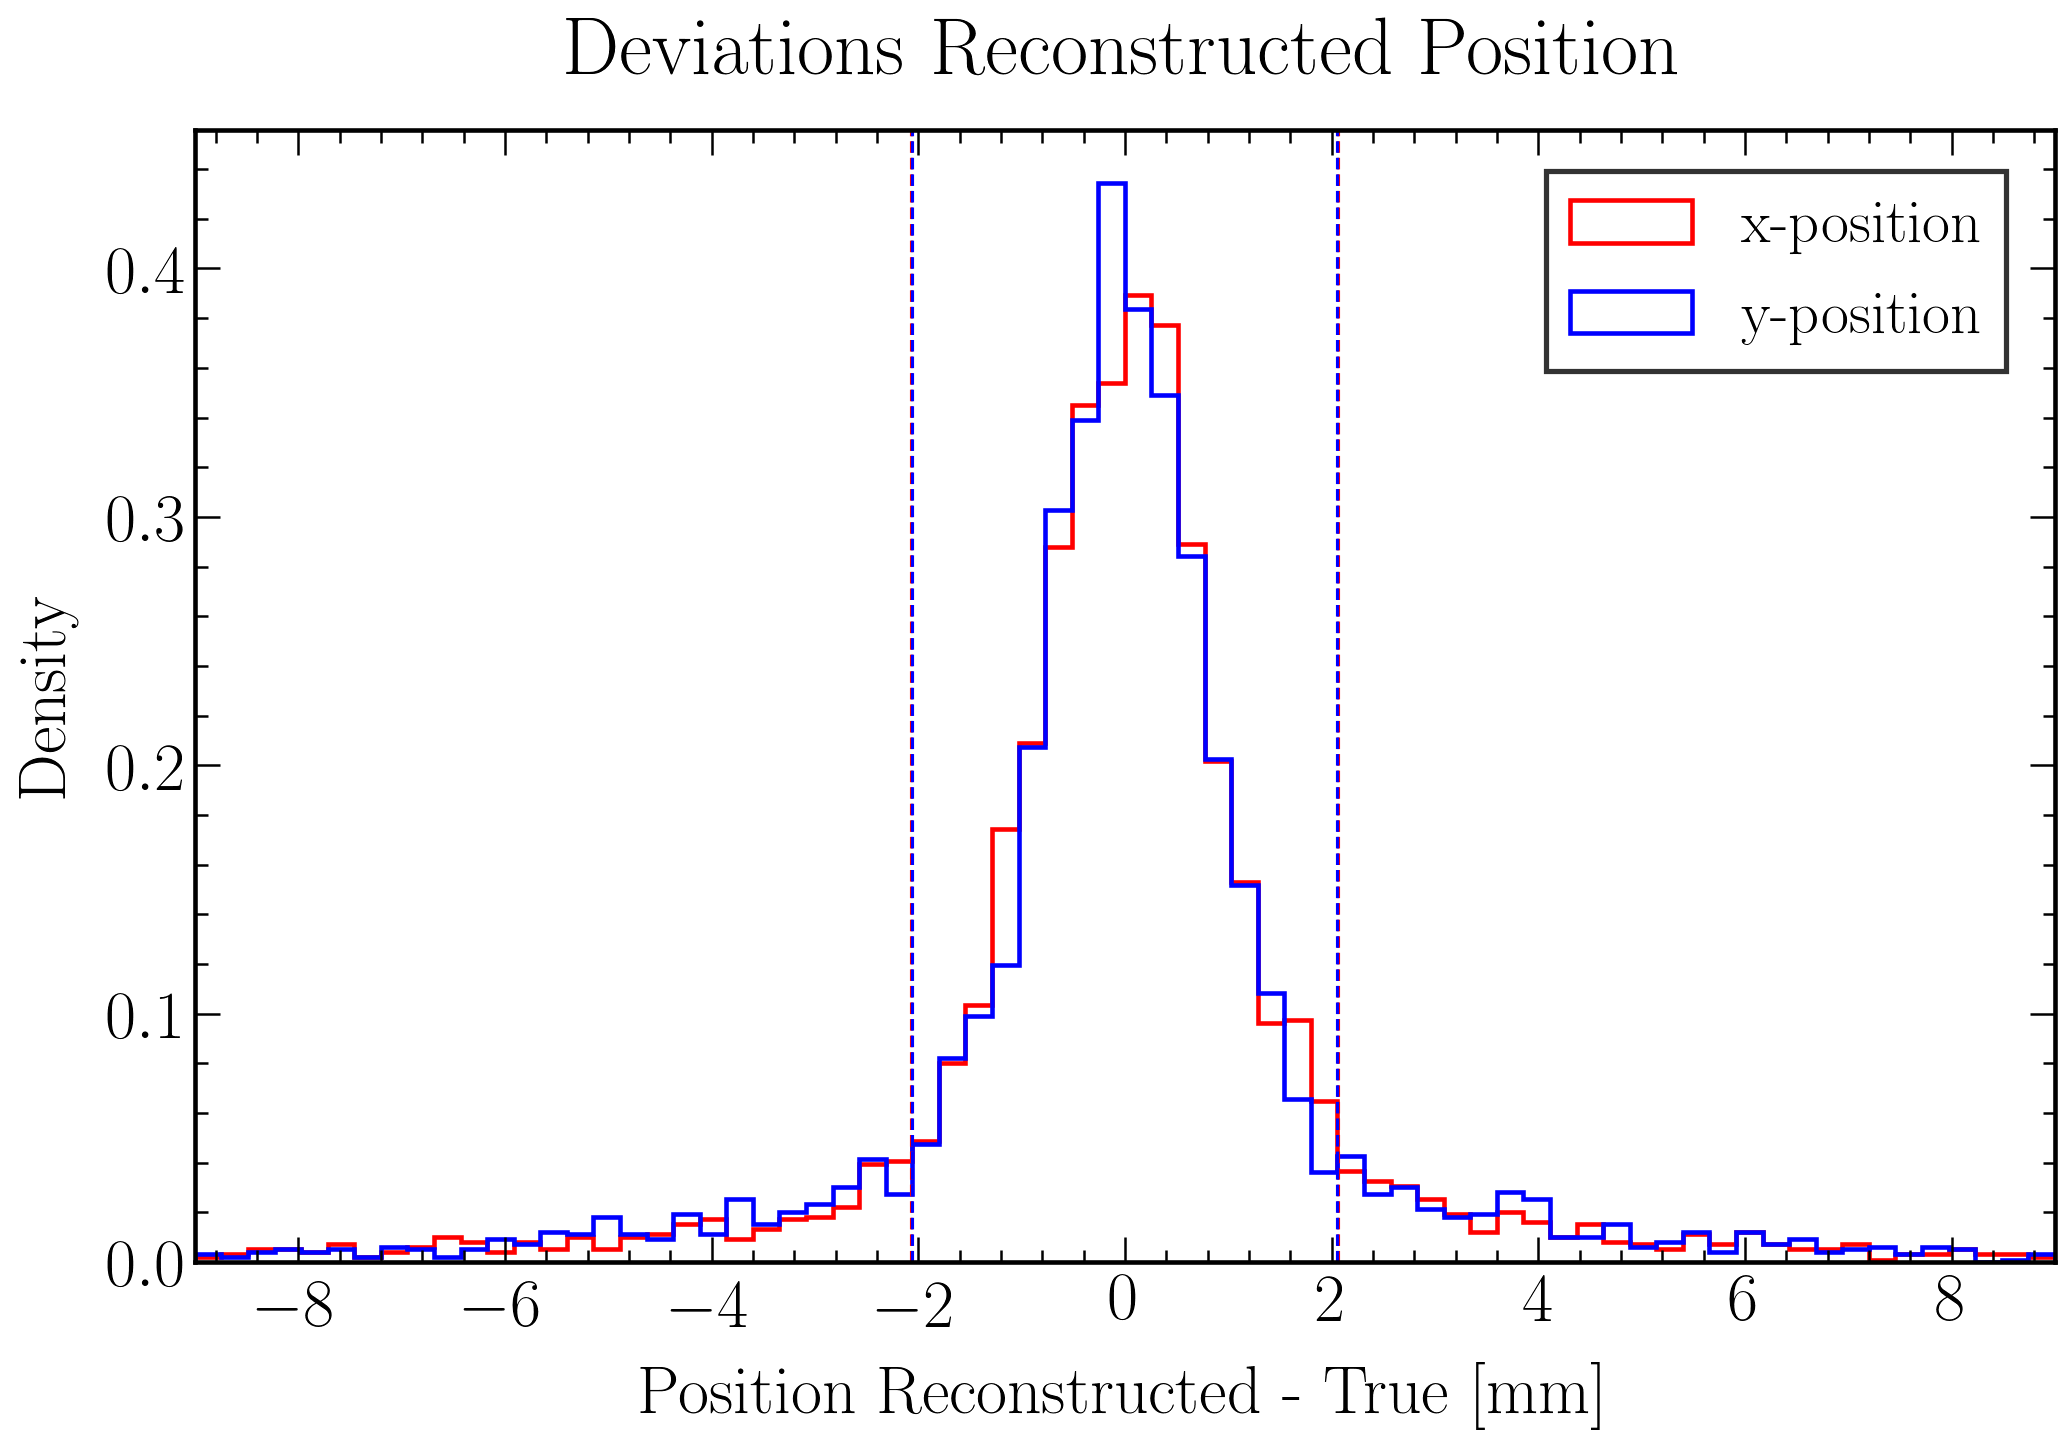 Deviations Reconstructed Position
x-position
y-position
Density
0.4
0.3
0.2
0.1
0.0
−8 −6 −4 −2 0 2 4 6 8
Position Reconstructed - True [mm]